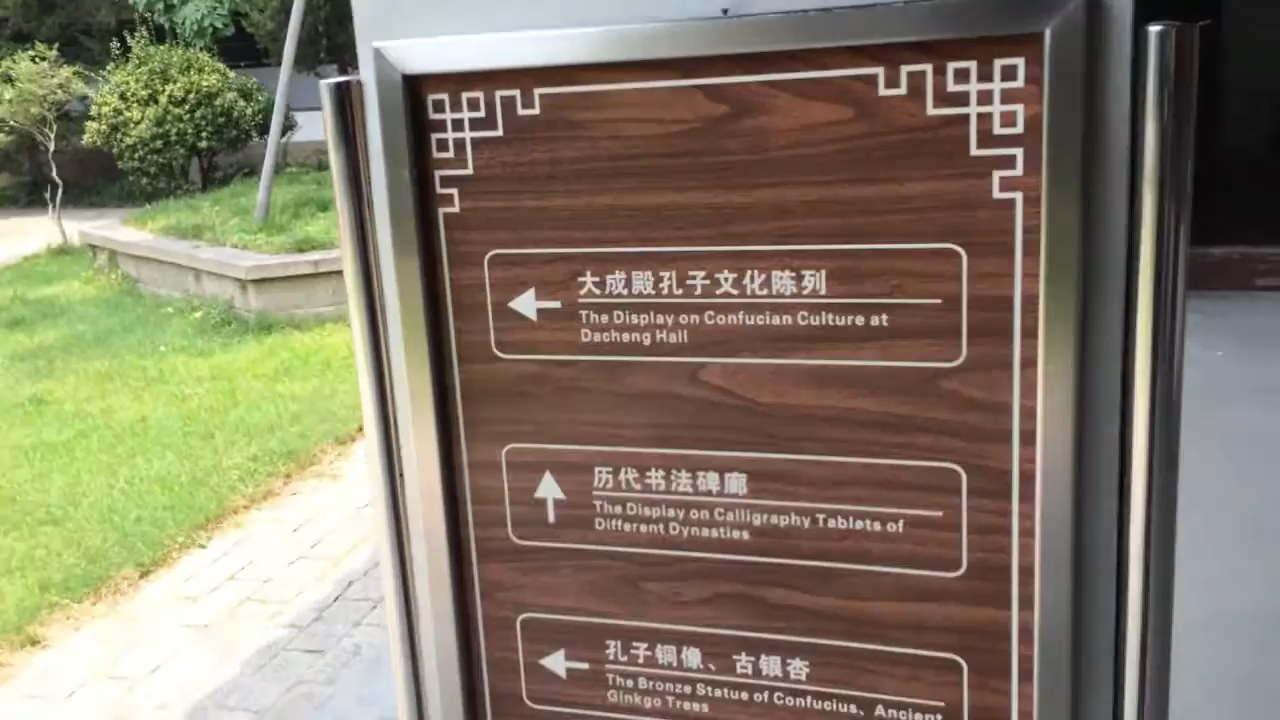 大成殿孔子文化陈列
The Display on Confucian Culture at
Dacheng Hall
历代书法碑廊
The Display on Calligraphy Tablets of
Different Dynasties
孔子铜像、古银杏
The Bronze Statue of Confucius、Ancient
Ginkgo Trees